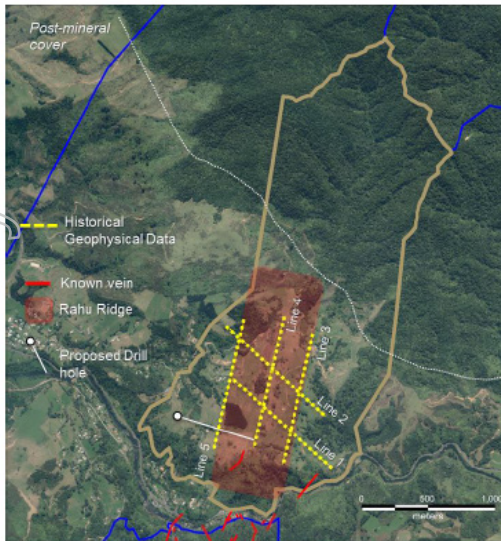 Post-mineral
cover
Historical
Geophysical Data
Known vein
Rahu Ridge
Proposed Drill
hole
Line 4
Line 3
Line 2
Line 1
Line 5
0 500 1,000
meters